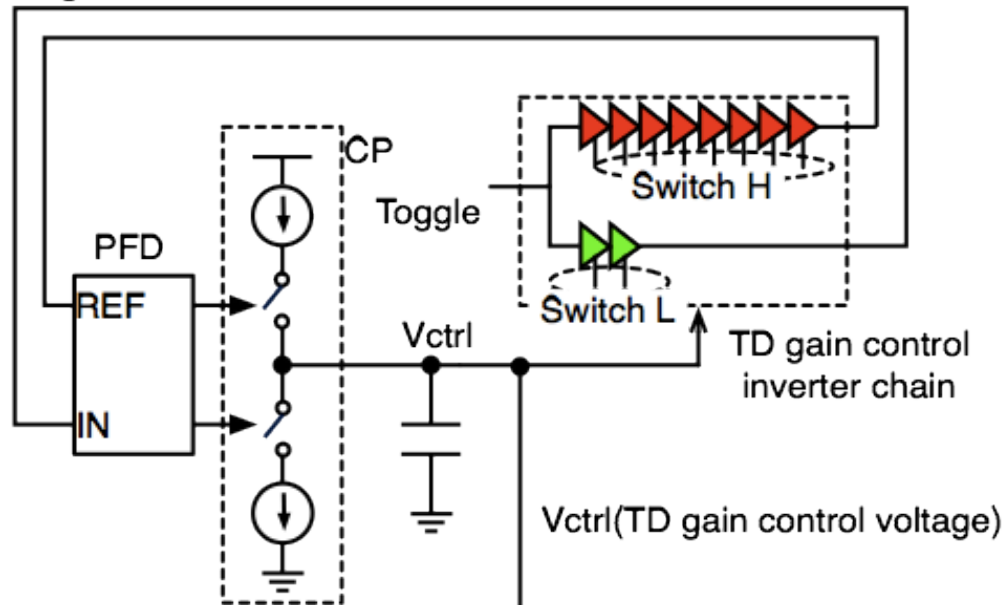 CP
Switch H
Toggle
PFD
REF
Switch L
Vctrl
TD gain control
inverter chain
IN
Vctrl(TD gain control voltage)